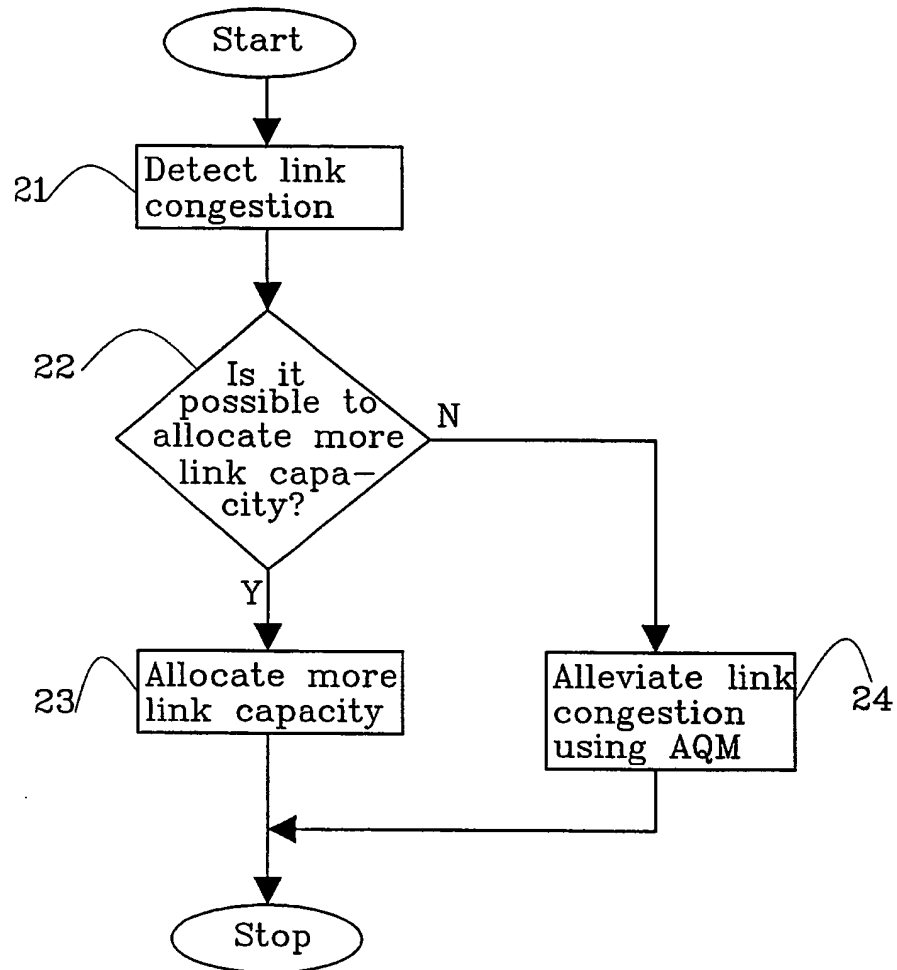 Start
21
Detect link
congestion
22
Is it
possible to
allocate more
link capa-
city?
N
Y
23
Allocate more
link capacity
Alleviate link
congestion
using AQM
24
Stop